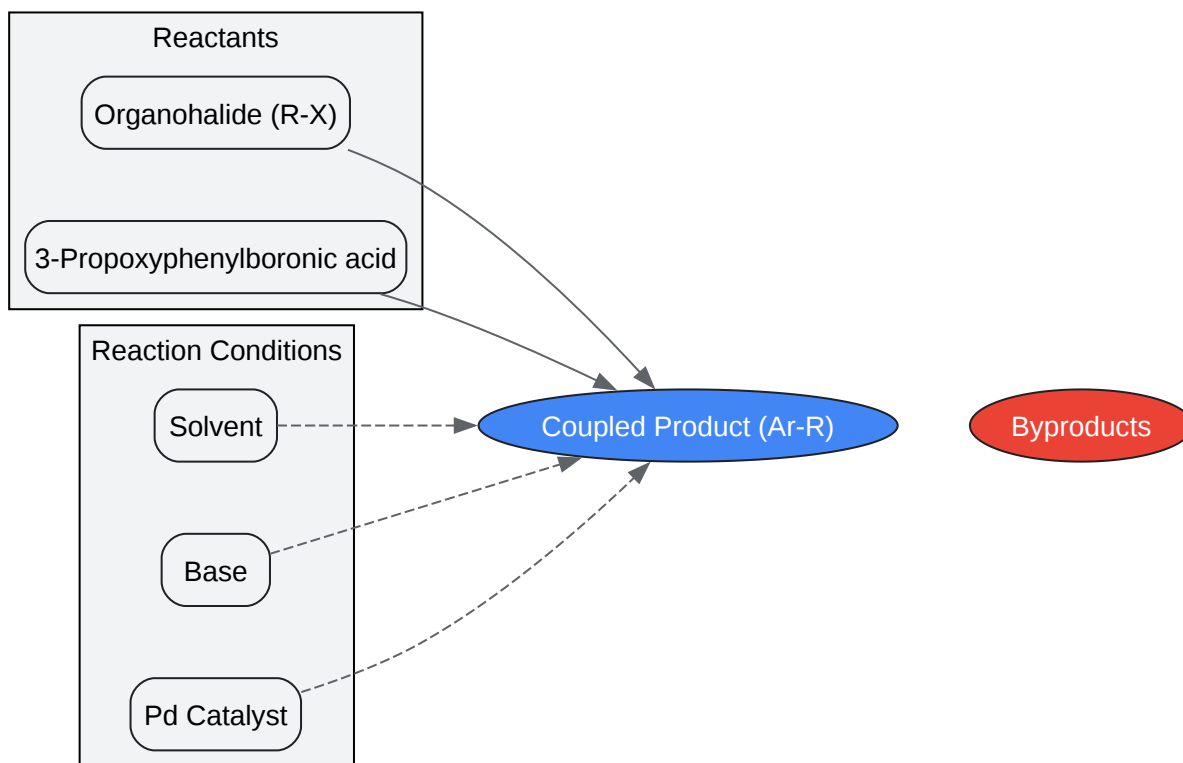 Reactants
Organohalide (R-X)
3-Propoxyphenylboronic acid
Reaction Conditions
Solvent
Base
Pd Catalyst
Coupled Product (Ar-R)
Byproducts